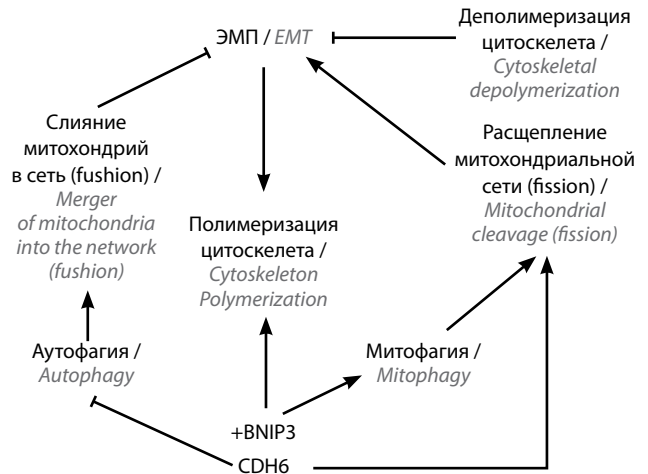 ЭМП / EMT
Деполимеризация
цитоскелета /
Cytoskeletal
depolymerization
Слияние
митохондрий
в сеть (fushion) /
Merger
of mitochondria
into the network
(fushion)
Расщепление
митохондриальной
сети (fission) /
Mitochondrial
cleavage (fission)
Полимеризация
цитоскелета /
Cytoskeleton
Polymerization
Аутофагия /
Autophagy
Митофагия /
Mitophagy
+BNIP3
CDH6